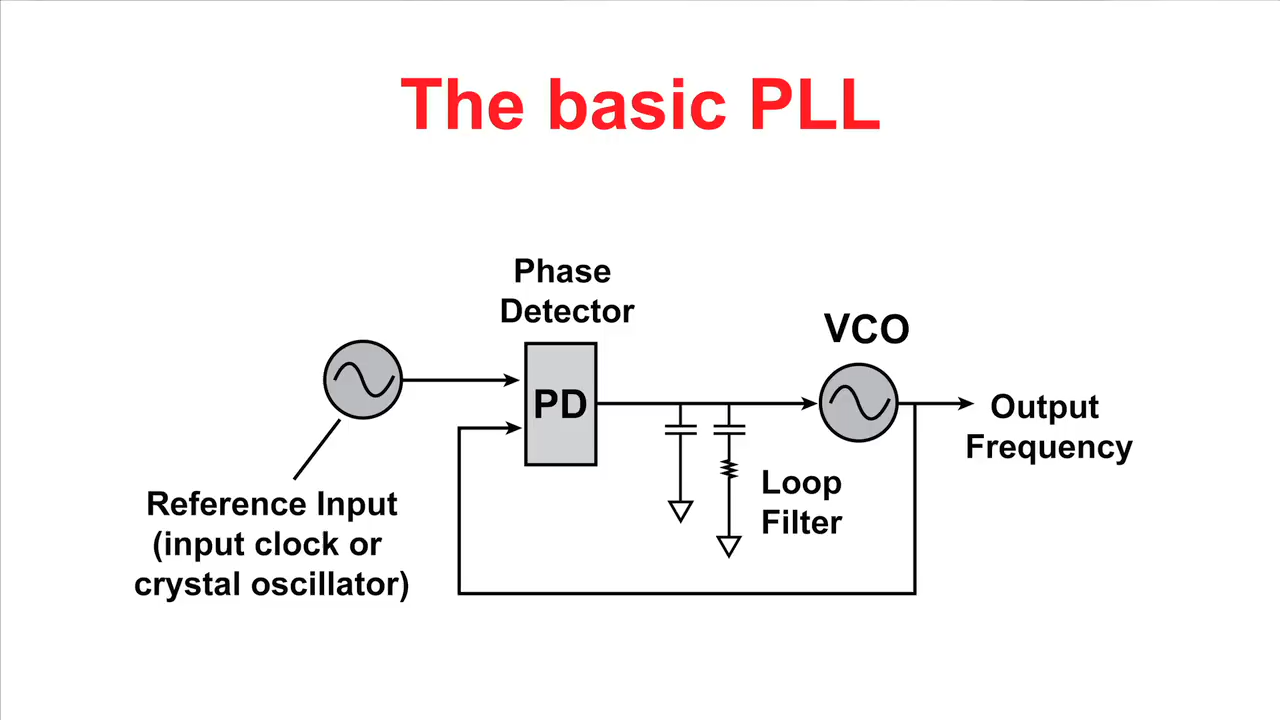 The basic PLL
Phase
Detector
VCO
PD
Output
Frequency
Loop
Filter
Reference Input
(input clock or
crystal oscillator)